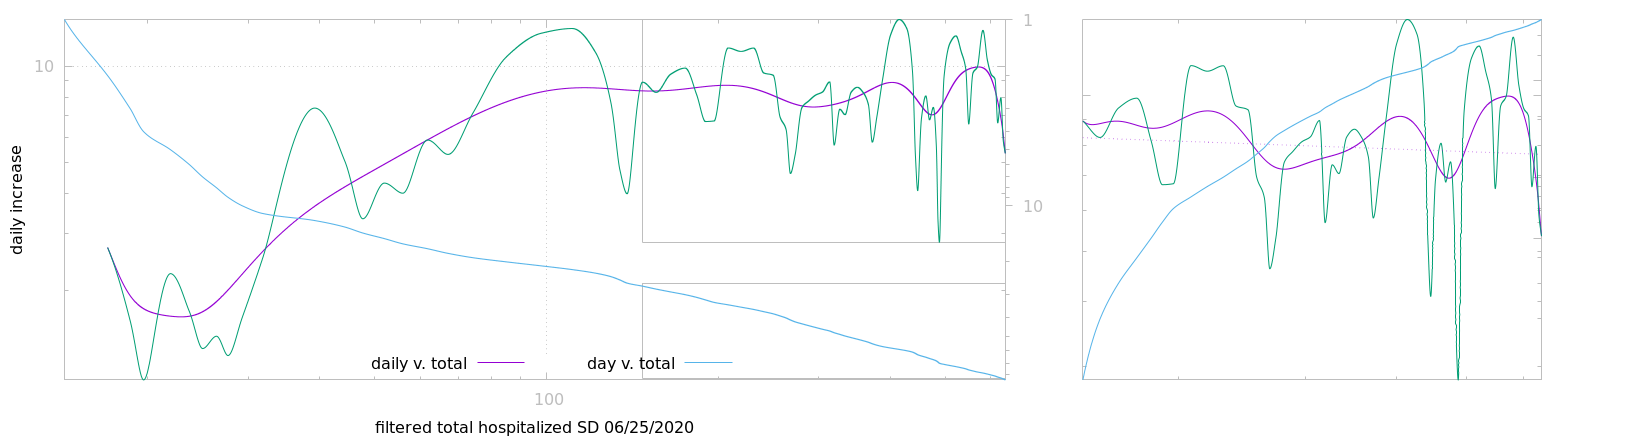 1
10
daily increase
10
daily v. total
day v. total
100
filtered total hospitalized SD 06/25/2020